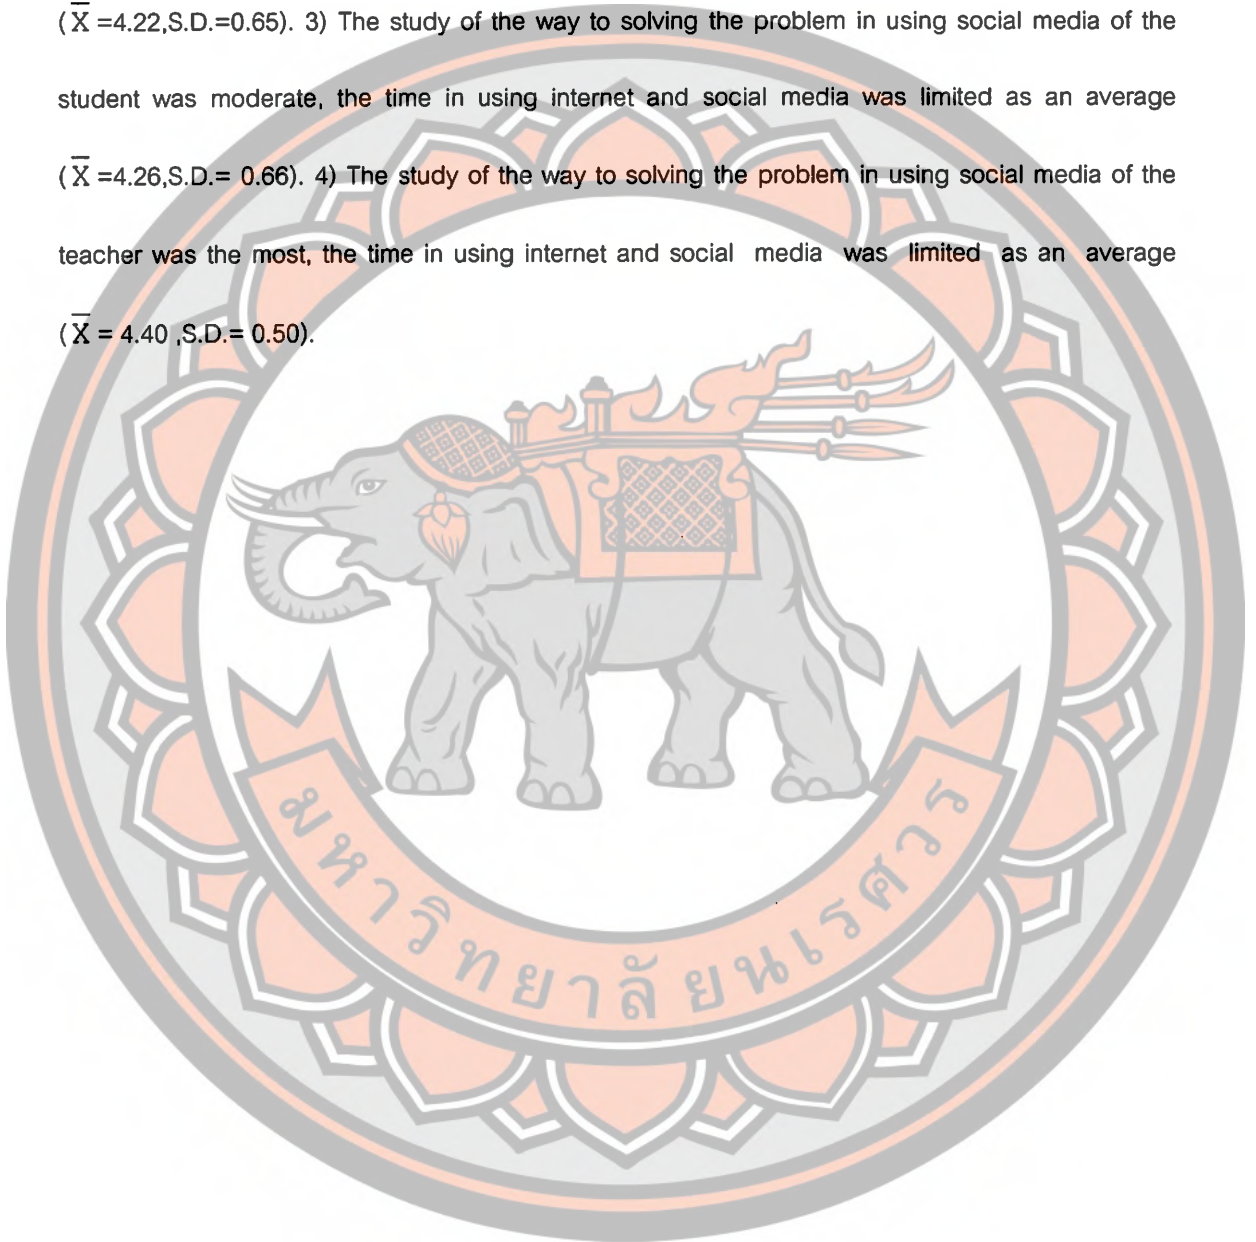 (X̄ =4.22,S.D.=0.65). 3) The study of the way to solving the problem in using social media of the
student was moderate, the time in using internet and social media was limited as an average
(X̄ =4.26,S.D.= 0.66). 4) The study of the way to solving the problem in using social media of the
teacher was the most, the time in using internet and social media was limited as an average
(X̄ = 4.40 ,S.D.= 0.50).
มหาวิทยาลัยนเรศวร